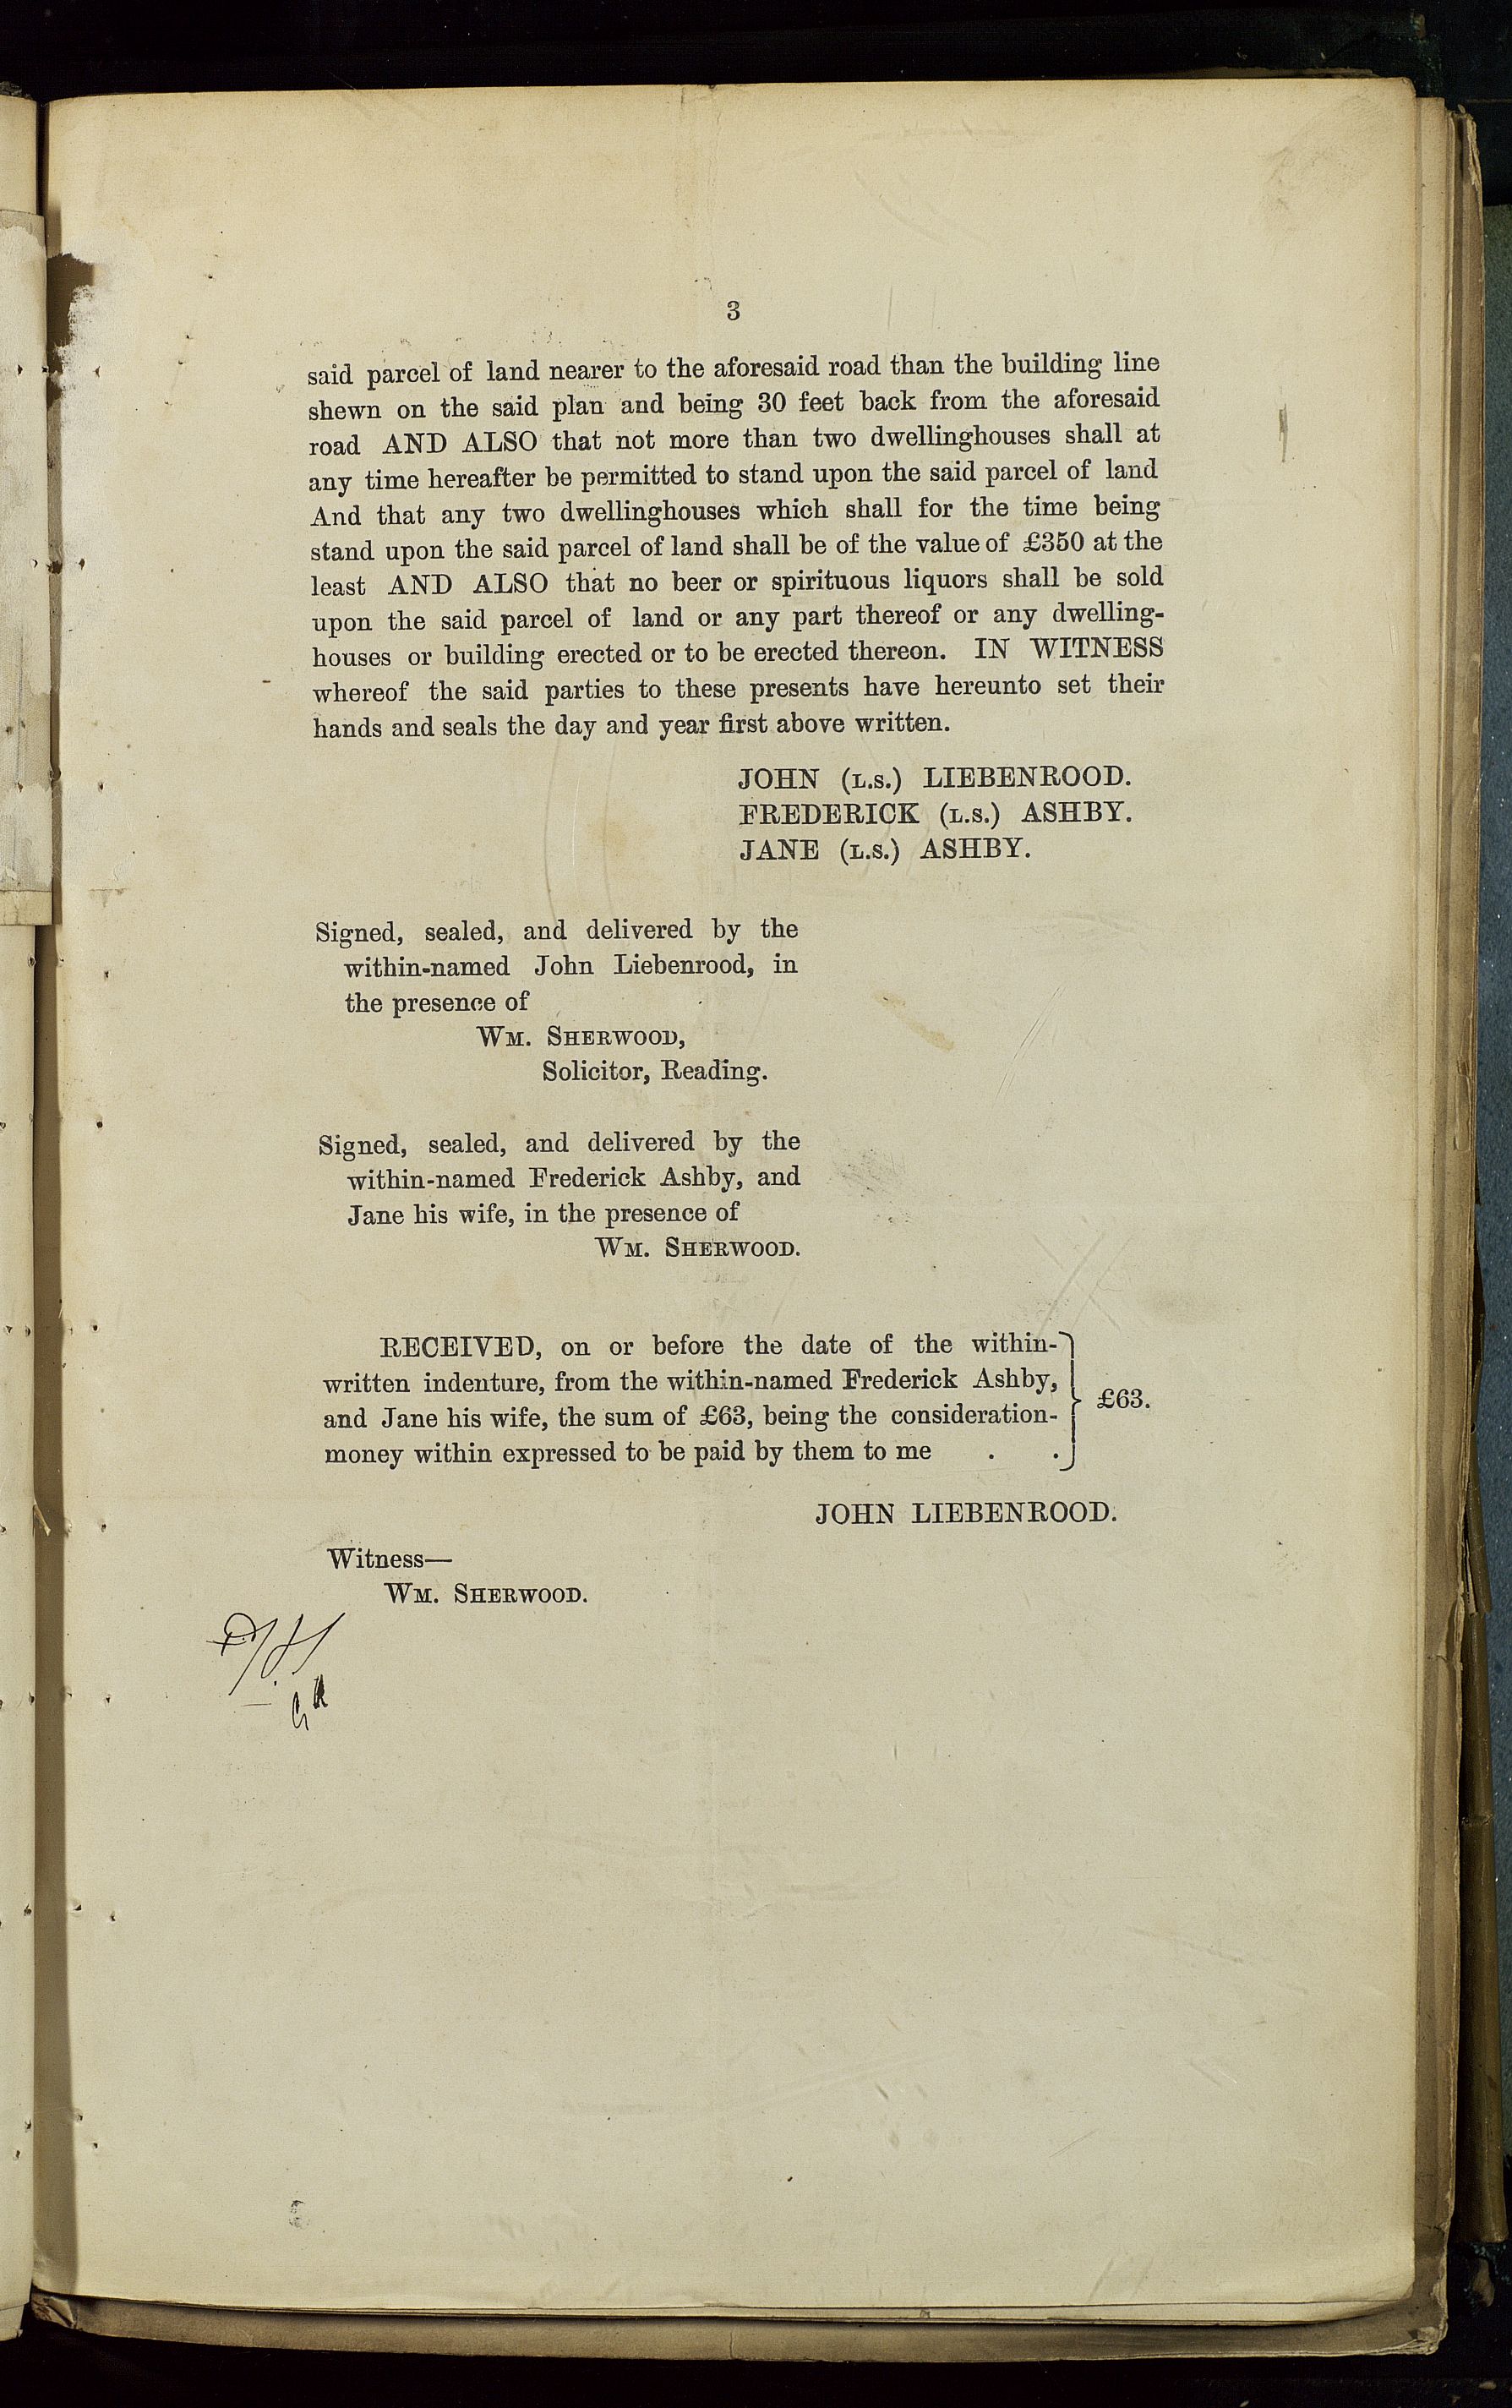 3
said parcel of land nearer to the aforesaid road than the building line
shewn on the said plan and being 30 feet back from the aforesaid
road AND ALSO that not more than two dwellinghouses shall at
any time hereafter be permitted to stand upon the said parcel of land
And that any two dwellinghouses which shall for the time being
stand upon the said parcel of land shall be of the value of £350 at the
least AND ALSO that no beer or spirituous liquors shall be sold
upon the said parcel of land or any part thereof or any dwelling-
houses or building erected or to be erected thereon. IN WITNESS
whereof the said parties to these presents have hereunto set their
hands and seals the day and year first above written.
JOHN (L.S.) LIEBENROOD.
FREDERICK (L.S.) ASHBY.
JANE (L.S.) ASHBY.
Signed, sealed, and delivered by the
within-named John Liebenrood, in
the presence of
WM. SHERWOOD,
Solicitor, Reading.
Signed, sealed, and delivered by the
within-named Frederick Ashby, and
Jane his wife, in the presence of
WM. SHERWOOD.
RECEIVED, on or before the date of the within-
written indenture, from the within-named Frederick Ashby,
and Jane his wife, the sum of £63, being the consideration-
money within expressed to be paid by them to me . .
£63.
JOHN LIEBENROOD.
Witness—
WM. SHERWOOD.